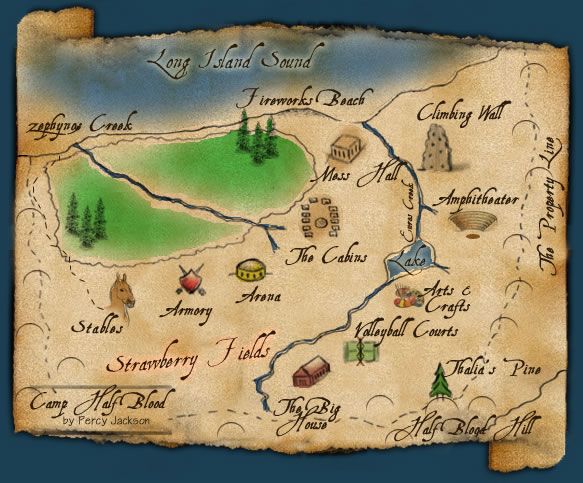 Long Island Sound
Fireworks Beach
Climbing Wall
Zephyros Creek
Mess Hall
The Property Line
Amphitheater
Euros Creek
The Cabins
Lake
Arena
Armory
Stables
Arts &
Crafts
Volleyball Courts
Strawberry Fields
Thalia's Pine
The Big
House
Camp Half Blood
by Percy Jackson
Half Blood Hill